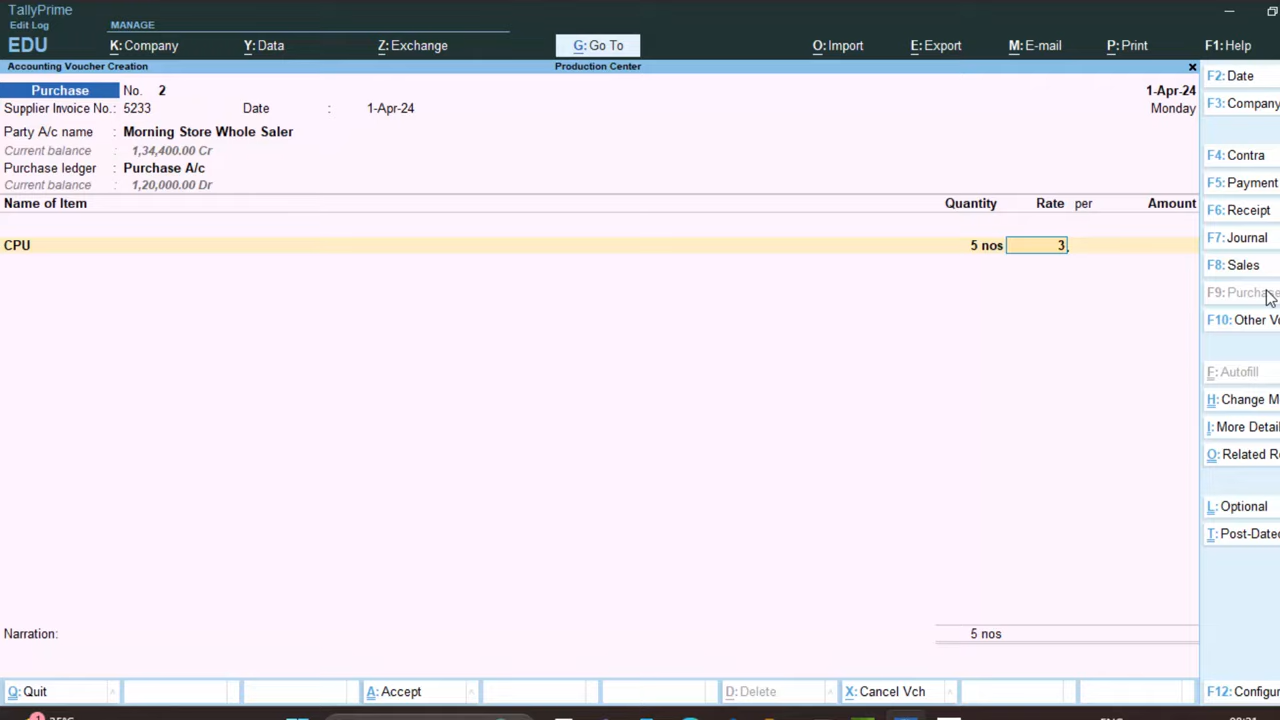 TallyPrime
Edit Log
MANAGE
EDU
K: Company
Y: Data
Z: Exchange
G: Go To
O: Import
E: Export
M: E-mail
P: Print
F1: Help
Accounting Voucher Creation
Production Center
Purchase No. 2
1-Apr-24
Supplier Invoice No.: 5233 Date : 1-Apr-24
Monday
Party A/c name : Morning Store Whole Saler
Current balance : 1,34,400.00 Cr
Purchase ledger : Purchase A/c
Current balance : 1,20,000.00 Dr
Name of Item Quantity Rate per Amount
CPU 5 nos 3
Narration: 5 nos
F2: Date
F3: Company
F4: Contra
F5: Payment
F6: Receipt
F7: Journal
F8: Sales
F9: Purchase
F10: Other V
F: Autofill
H: Change M
I: More Detai
O: Related R
L: Optional
T: Post-Date
F12: Configur
Q: Quit
A: Accept
D: Delete
X: Cancel Vch